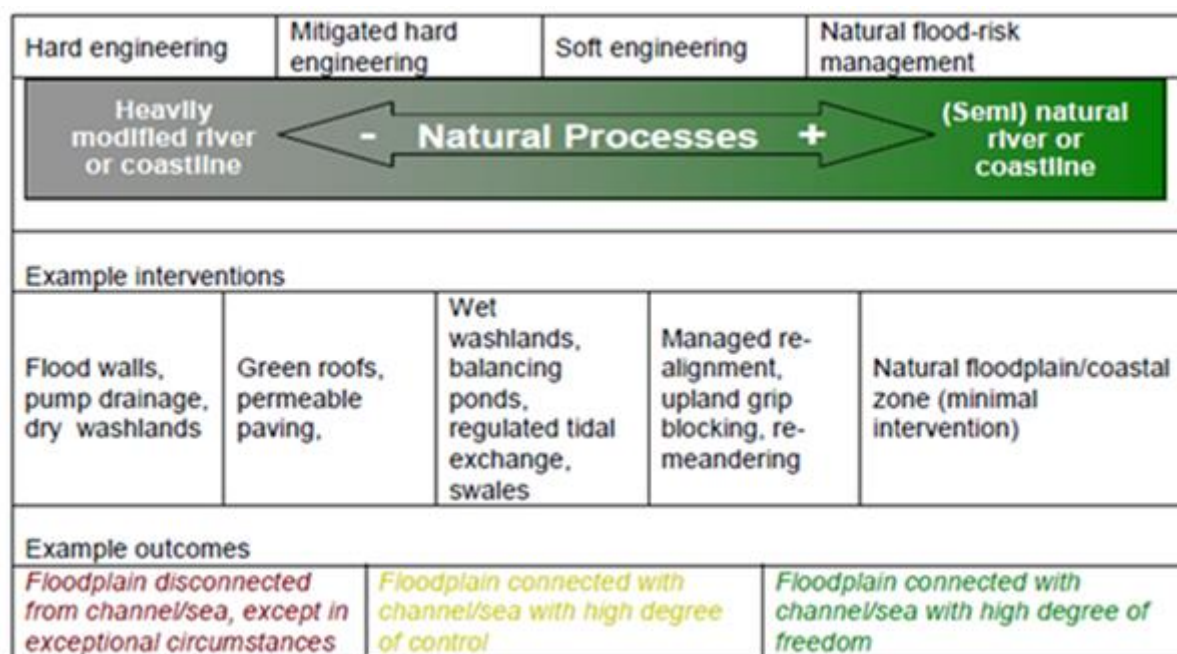 Hard engineering
Mitigated hard
engineering
Soft engineering
Natural flood-risk
management
Heavily
modified river
or coastline
- Natural Processes +
(Semi) natural
river or
coastline
Example interventions
Flood walls,
pump drainage,
dry washlands
Green roofs,
permeable
paving,
Wet
washlands,
balancing
ponds,
regulated tidal
exchange,
swales
Managed re-
alignment,
upland grip
blocking, re-
meandering
Natural floodplain/coastal
zone (minimal
intervention)
Example outcomes
Floodplain disconnected
from channel/sea, except in
exceptional circumstances
Floodplain connected with
channel/sea with high degree
of control
Floodplain connected with
channel/sea with high degree of
freedom